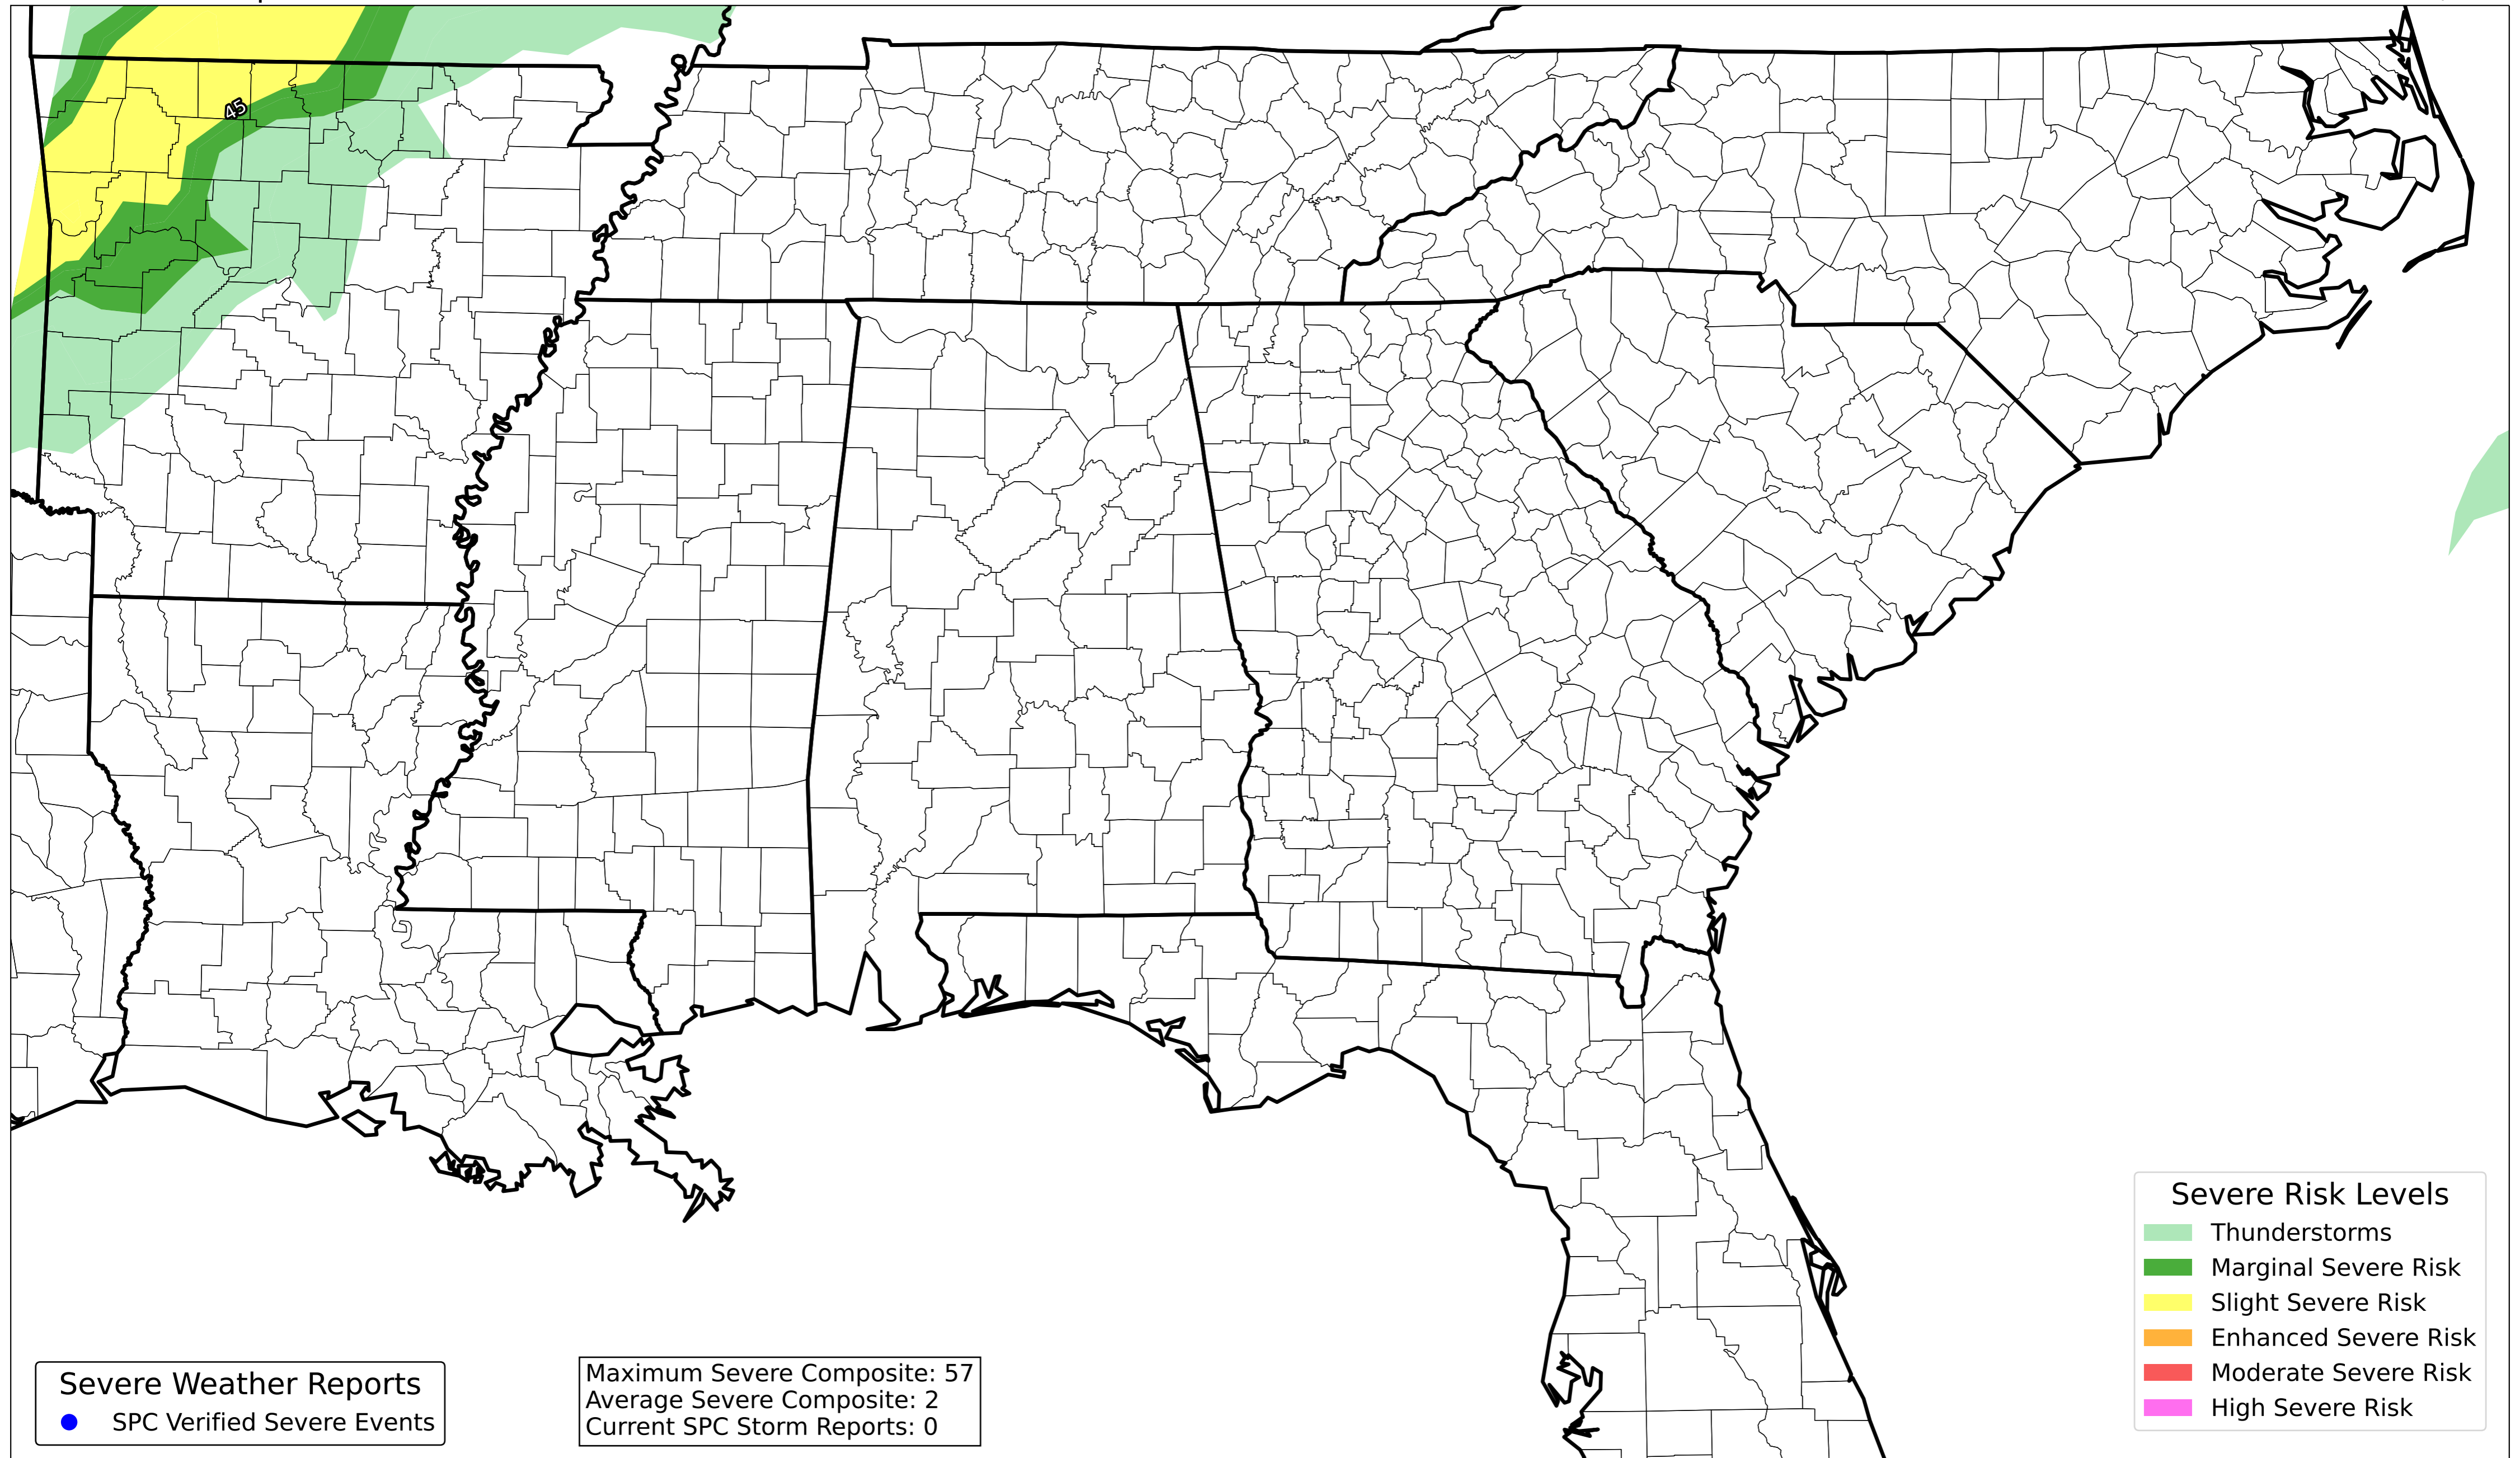 45
Severe Weather Reports
SPC Verified Severe Events
Maximum Severe Composite: 57
Average Severe Composite: 2
Current SPC Storm Reports: 0
Severe Risk Levels
Thunderstorms
Marginal Severe Risk
Slight Severe Risk
Enhanced Severe Risk
Moderate Severe Risk
High Severe Risk